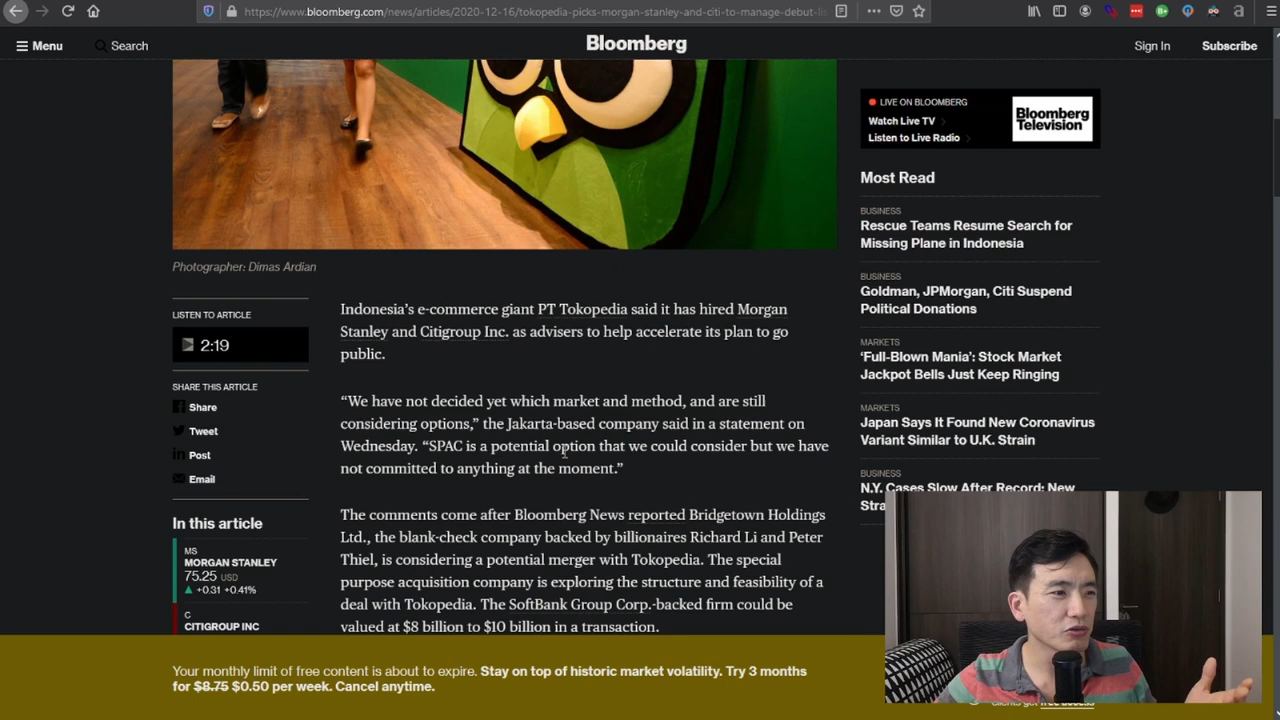 https://www.bloomberg.com/news/articles/2020-12-16/tokopedia-picks-morgan-stanley-and-citi-to-manage-debut-lis
Menu
Search
Bloomberg
Sign In
Subscribe
Photographer: Dimas Ardian
LISTEN TO ARTICLE
2:19
SHARE THIS ARTICLE
Share
Tweet
Post
Email
In this article
MS
MORGAN STANLEY
75.25 USD
+0.31 +0.41%
C
CITIGROUP INC
Indonesia’s e-commerce giant PT Tokopedia said it has hired Morgan
Stanley and Citigroup Inc. as advisers to help accelerate its plan to go
public.
“We have not decided yet which market and method, and are still
considering options,” the Jakarta-based company said in a statement on
Wednesday. “SPAC is a potential option that we could consider but we have
not committed to anything at the moment.”
The comments come after Bloomberg News reported Bridgetown Holdings
Ltd., the blank-check company backed by billionaires Richard Li and Peter
Thiel, is considering a potential merger with Tokopedia. The special
purpose acquisition company is exploring the structure and feasibility of a
deal with Tokopedia. The SoftBank Group Corp.-backed firm could be
valued at $8 billion to $10 billion in a transaction.
LIVE ON BLOOMBERG
Watch Live TV
Listen to Live Radio
Bloomberg
Television
Most Read
BUSINESS
Rescue Teams Resume Search for
Missing Plane in Indonesia
BUSINESS
Goldman, JPMorgan, Citi Suspend
Political Donations
MARKETS
‘Full-Blown Mania’: Stock Market
Jackpot Bells Just Keep Ringing
MARKETS
Japan Says It Found New Coronavirus
Variant Similar to U.K. Strain
BUSINESS
N.Y. Cases Slow After Record: New
Your monthly limit of free content is about to expire. Stay on top of historic market volatility. Try 3 months
for $8.75 $0.50 per week. Cancel anytime.